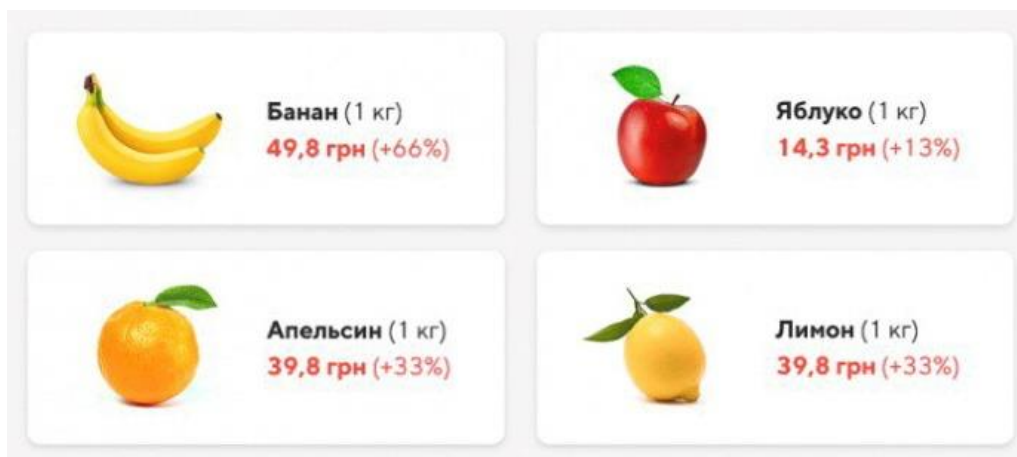 Банан (1 кг)
49,8 грн (+66%)
Яблуко (1 кг)
14,3 грн (+13%)
Апельсин (1 кг)
39,8 грн (+33%)
Лимон (1 кг)
39,8 грн (+33%)